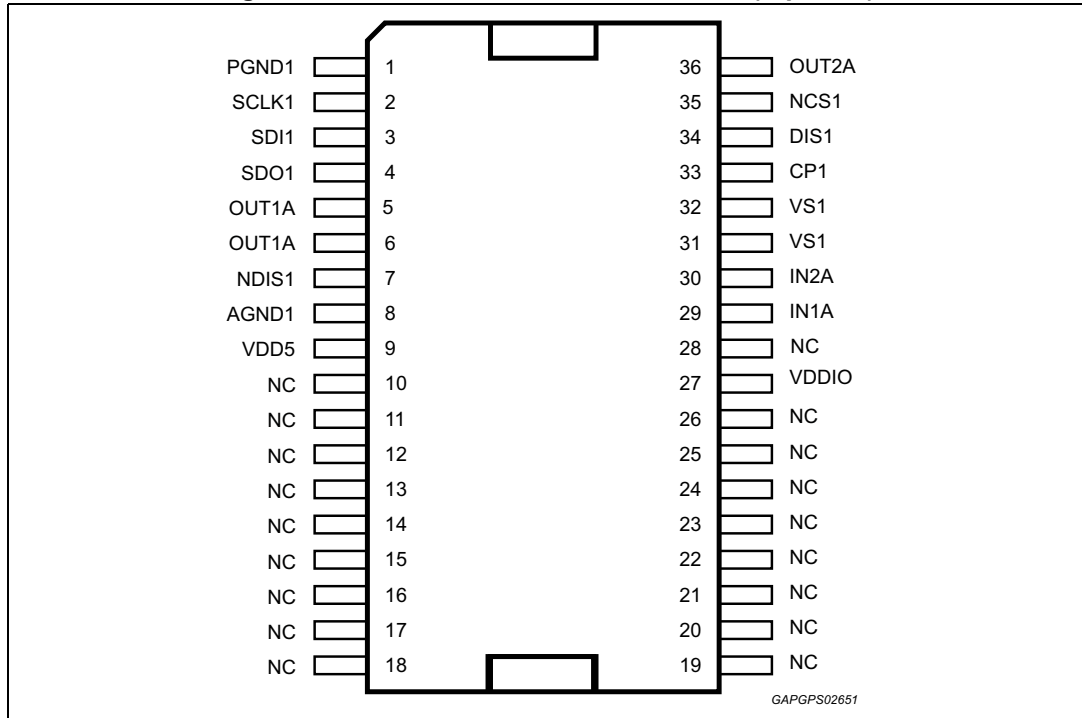 PGND1 1 36 OUT2A
SCLK1 2 35 NCS1
SDI1 3 34 DIS1
SDO1 4 33 CP1
OUT1A 5 32 VS1
OUT1A 6 31 VS1
NDIS1 7 30 IN2A
AGND1 8 29 IN1A
VDD5 9 28 NC
NC 10 27 VDDIO
NC 11 26 NC
NC 12 25 NC
NC 13 24 NC
NC 14 23 NC
NC 15 22 NC
NC 16 21 NC
NC 17 20 NC
NC 18 19 NC
GAPGPS02651